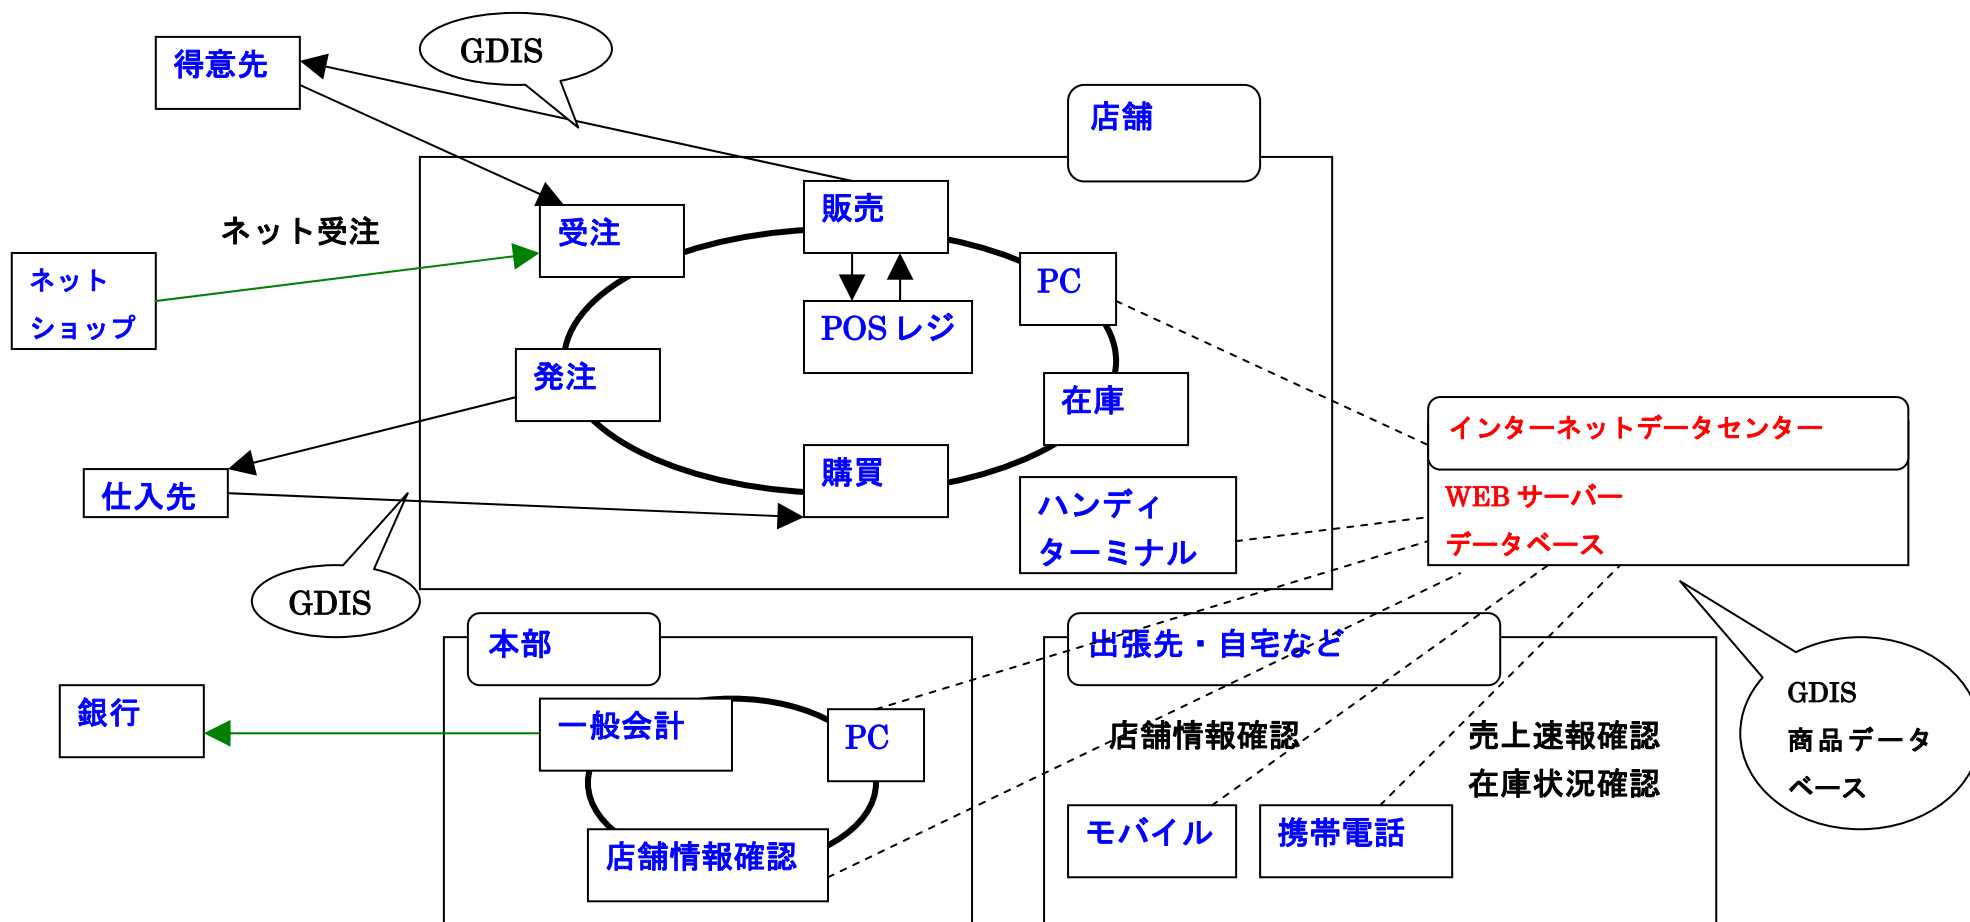 得意先
GDIS
店舗
販売
ネット受注
受注
ネット
ショップ
PC
POSレジ
発注
在庫
インターネットデータセンター
仕入先
購買
ハンディ
ターミナル
WEBサーバー
データベース
GDIS
本部
出張先・自宅など
銀行
一般会計
PC
店舗情報確認
売上速報確認
在庫状況確認
GDIS
商品データ
ベース
店舗情報確認
モバイル
携帯電話